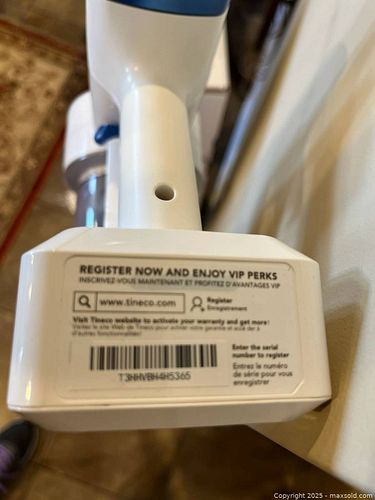 REGISTER NOW AND ENJOY VIP PERKS
INSCRIVEZ-VOUS MAINTENANT ET PROFITEZ D'AVANTAGES VIP
www.tineco.com
Register
Enregistrement
Visit Tineco website to activate your warranty and get more!
Visitez le site Web de Tineco pour activer votre garantie et accéder à
d'autres fonctionnalités!
Enter the serial
number to register
Entrez le numéro
de série pour vous
enregistrer
T3NHVBH4H5365
Copyright 2025 - maxsold.com